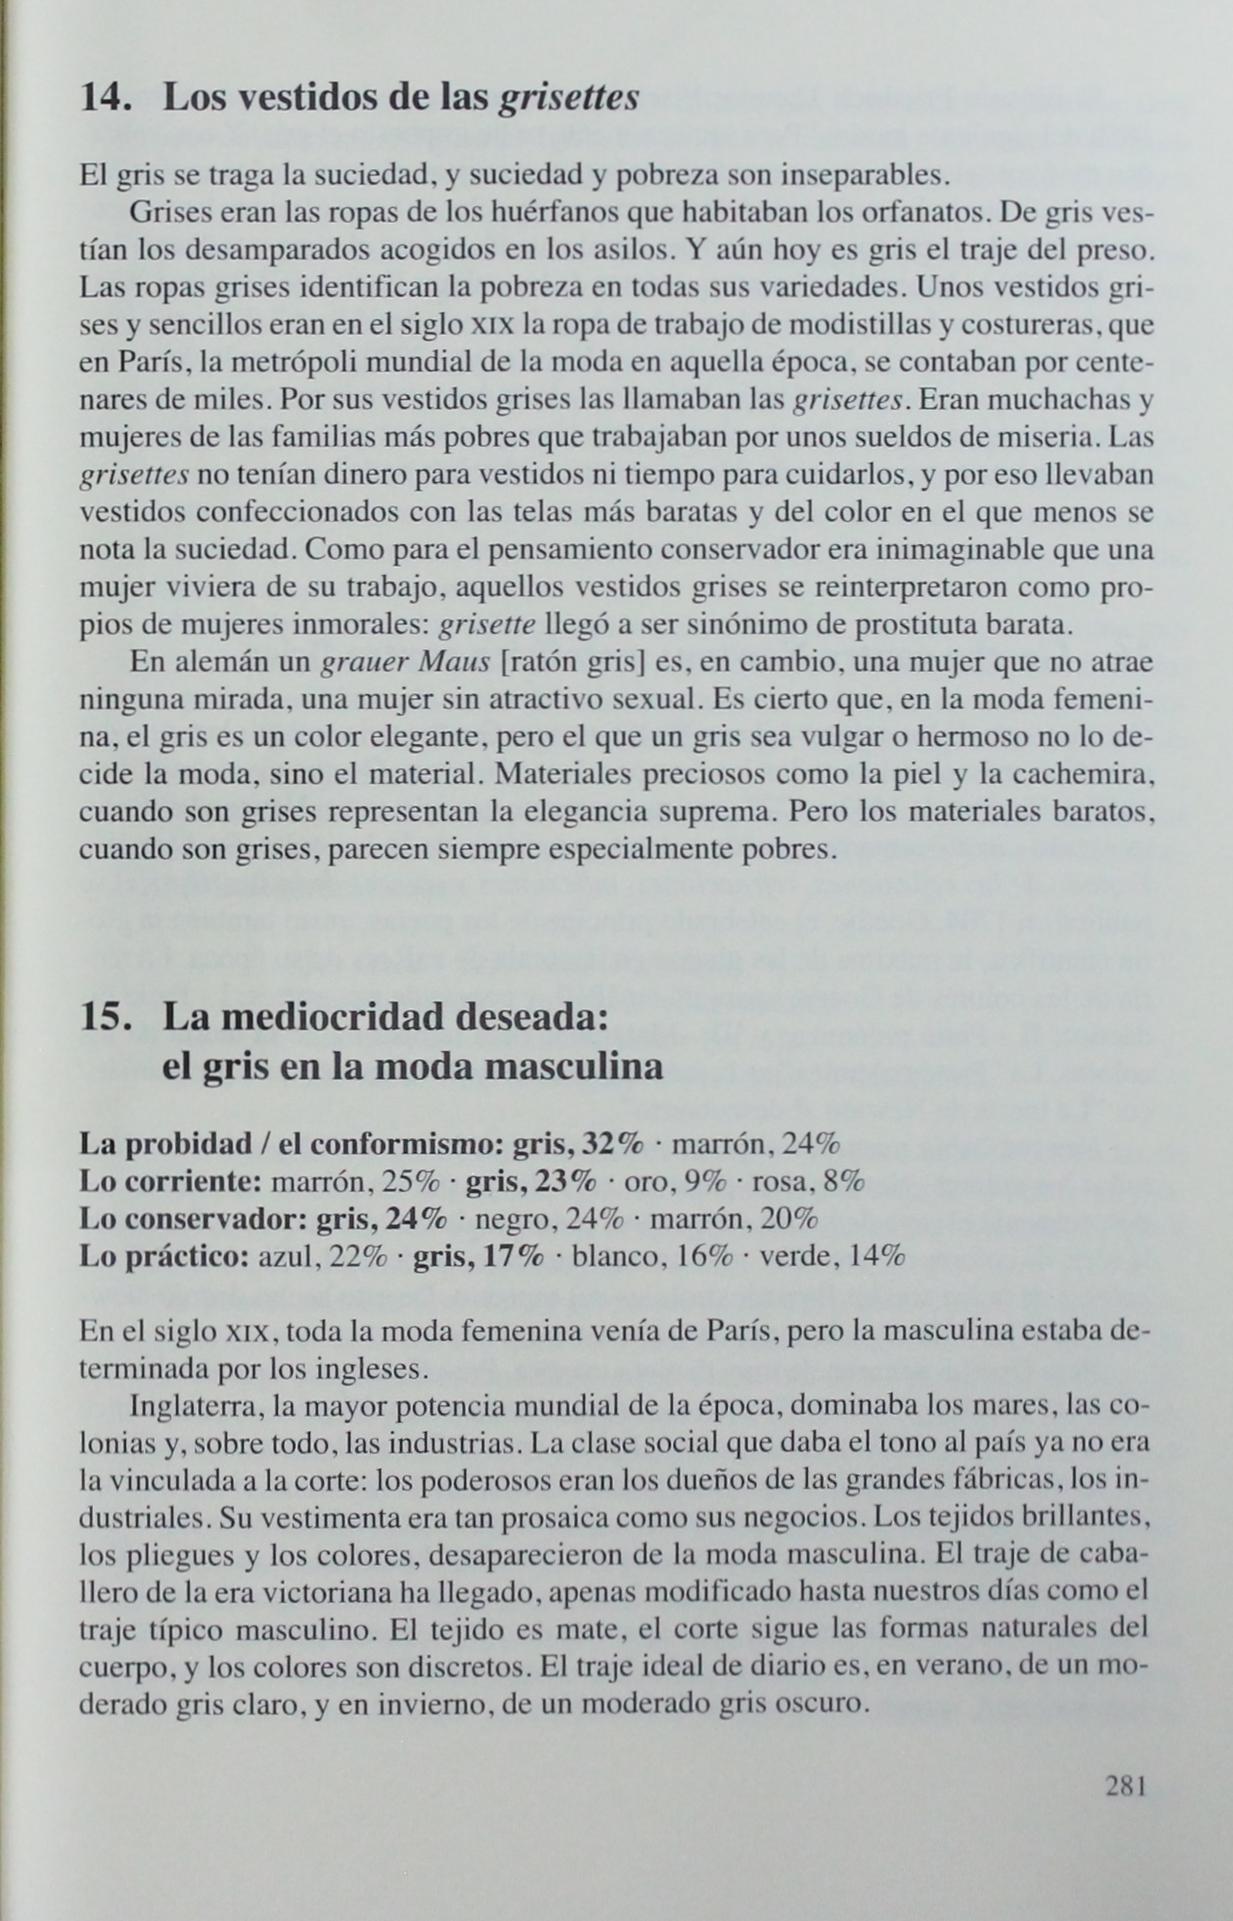 14. Los vestidos de las grisettes
El gris se traga la suciedad, y suciedad y pobreza son inseparables.
Grises eran las ropas de los huérfanos que habitaban los orfanatos. De gris ves-
tían los desamparados acogidos en los asilos. Y aún hoy es gris el traje del preso.
Las ropas grises identifican la pobreza en todas sus variedades. Unos vestidos gri-
ses y sencillos eran en el siglo XIX la ropa de trabajo de modistillas y costureras, que
en París, la metrópoli mundial de la moda en aquella época, se contaban por cente-
nares de miles. Por sus vestidos grises las llamaban las grisettes. Eran muchachas y
mujeres de las familias más pobres que trabajaban por unos sueldos de miseria. Las
grisettes no tenían dinero para vestidos ni tiempo para cuidarlos, y por eso llevaban
vestidos confeccionados con las telas más baratas y del color en el que menos se
nota la suciedad. Como para el pensamiento conservador era inimaginable que una
mujer viviera de su trabajo, aquellos vestidos grises se reinterpretaron como pro-
pios de mujeres inmorales: grisette llegó a ser sinónimo de prostituta barata.
En alemán un grauer Maus [ratón gris] es, en cambio, una mujer que no atrae
ninguna mirada, una mujer sin atractivo sexual. Es cierto que, en la moda femeni-
na, el gris es un color elegante, pero el que un gris sea vulgar o hermoso no lo de-
cide la moda, sino el material. Materiales preciosos como la piel y la cachemira,
cuando son grises representan la elegancia suprema. Pero los materiales baratos,
cuando son grises, parecen siempre especialmente pobres.
15. La mediocridad deseada:
el gris en la moda masculina
La probidad / el conformismo: gris, 32% · marrón, 24%
Lo corriente: marrón, 25% · gris, 23% · oro, 9% · rosa, 8%
Lo conservador: gris, 24% · negro, 24% · marrón, 20%
Lo práctico: azul, 22% · gris, 17% · blanco, 16% · verde, 14%
En el siglo XIX, toda la moda femenina venía de París, pero la masculina estaba de-
terminada por los ingleses.
Inglaterra, la mayor potencia mundial de la época, dominaba los mares, las co-
lonias y, sobre todo, las industrias. La clase social que daba el tono al país ya no era
la vinculada a la corte: los poderosos eran los dueños de las grandes fábricas, los in-
dustriales. Su vestimenta era tan prosaica como sus negocios. Los tejidos brillantes,
los pliegues y los colores, desaparecieron de la moda masculina. El traje de caba-
llero de la era victoriana ha llegado, apenas modificado hasta nuestros días como el
traje típico masculino. El tejido es mate, el corte sigue las formas naturales del
cuerpo, y los colores son discretos. El traje ideal de diario es, en verano, de un mo-
derado gris claro, y en invierno, de un moderado gris oscuro.
281